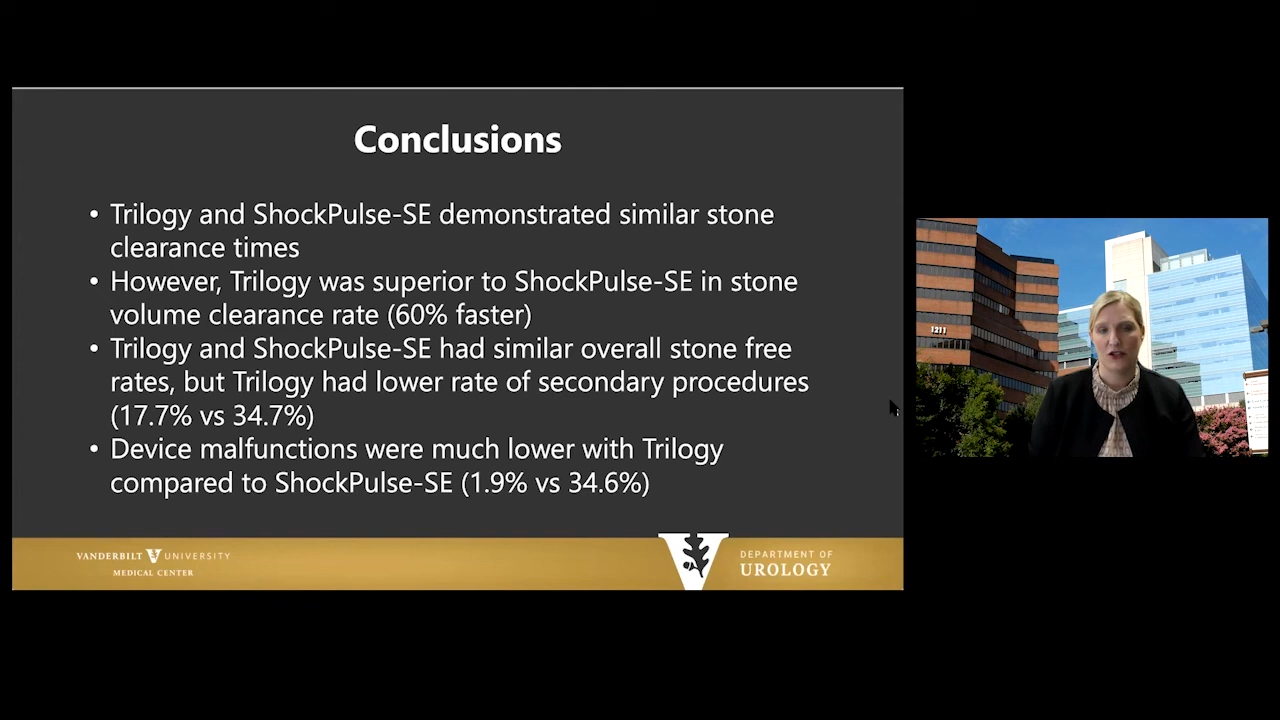 Conclusions
• Trilogy and ShockPulse-SE demonstrated similar stone
clearance times
• However, Trilogy was superior to ShockPulse-SE in stone
volume clearance rate (60% faster)
• Trilogy and ShockPulse-SE had similar overall stone free
rates, but Trilogy had lower rate of secondary procedures
(17.7% vs 34.7%)
• Device malfunctions were much lower with Trilogy
compared to ShockPulse-SE (1.9% vs 34.6%)
VANDERBILT V UNIVERSITY
MEDICAL CENTER
DEPARTMENT OF
UROLOGY
1211